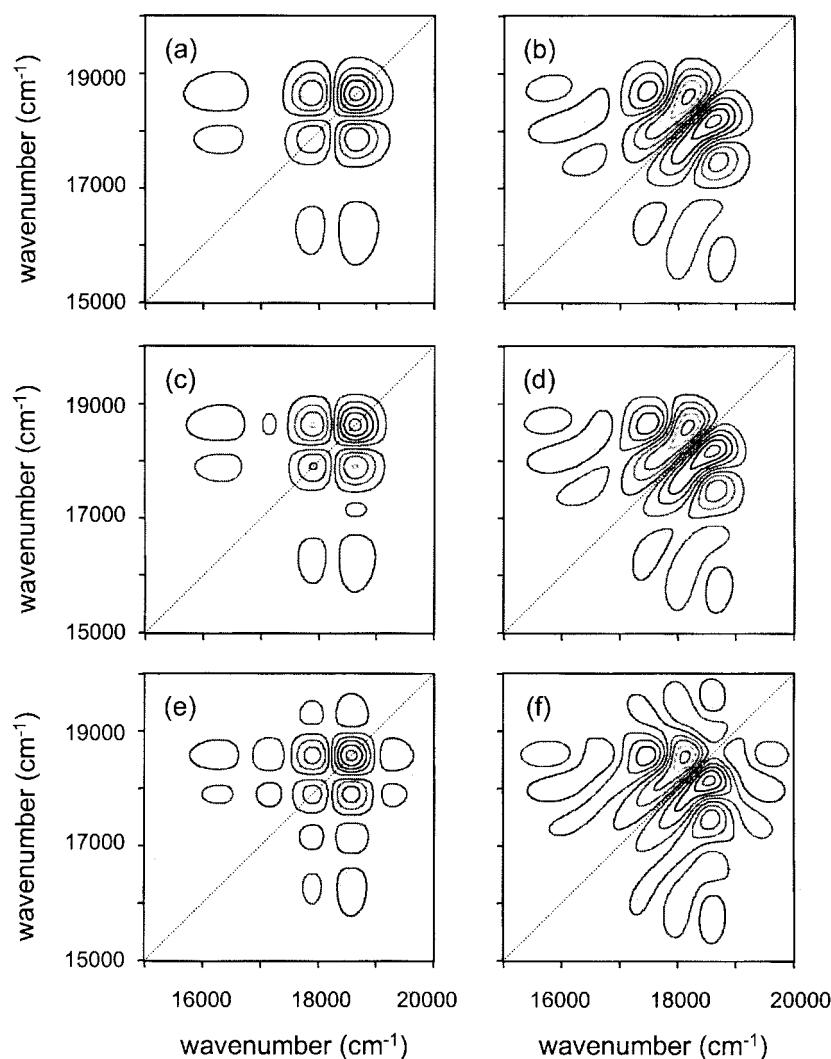 (a)
(b)
wavenumber (cm-1)
19000
17000
15000
(c)
(d)
wavenumber (cm-1)
19000
17000
15000
(e)
(f)
wavenumber (cm-1)
19000
17000
15000
16000 18000 20000
16000 18000 20000
wavenumber (cm-1)
wavenumber (cm-1)